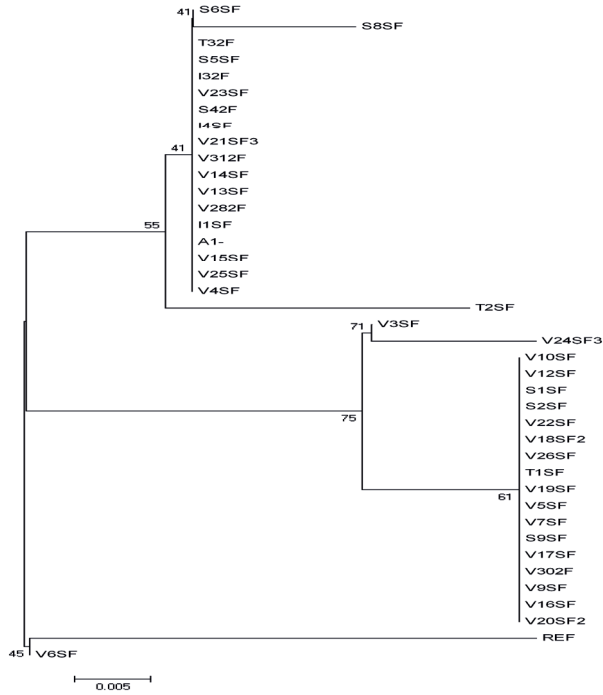 41 S6SF
S8SF
T32F
S5SF
I32F
V23SF
S42F
I4SF
V21SF3
41
V312F
V14SF
V13SF
V282F
55 I1SF
A1-
V15SF
V25SF
V4SF
T2SF
71 V3SF
V24SF3
V10SF
V12SF
S1SF
S2SF
75 V22SF
V18SF2
V26SF
T1SF
V19SF
61
V5SF
V7SF
S9SF
V17SF
V302F
V9SF
V16SF
V20SF2
REF
45 V6SF
0.005